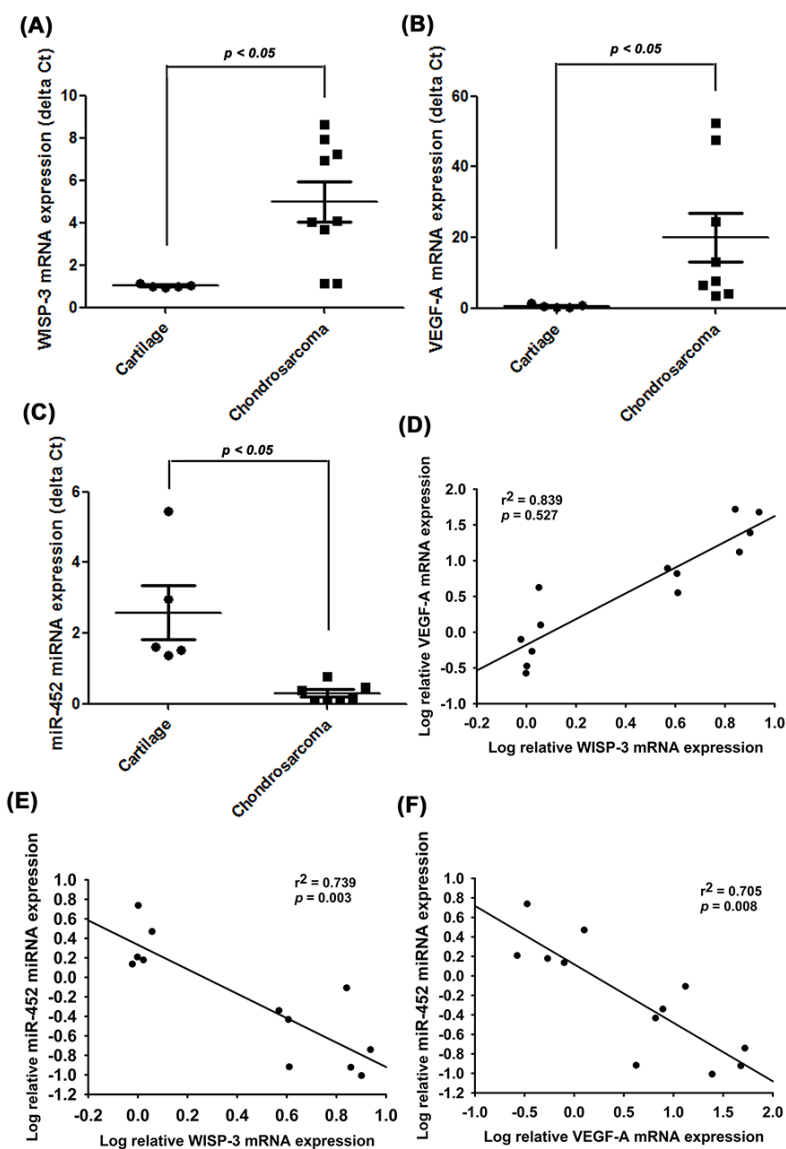 (A)
p < 0.05
WISP-3 mRNA expression (delta Ct)
10
8
6
4
2
0
Cartilage
Chondrosarcoma
(B)
p < 0.05
VEGF-A mRNA expression (delta Ct)
60
40
20
0
Cartiage
Chondrosarcoma
(C)
p < 0.05
miR-452 miRNA expression (delta Ct)
6
4
2
0
Cartilage
Chondrosarcoma
(D)
r2 = 0.839
p = 0.527
Log relative VEGF-A mRNA expression
2.0
1.5
1.0
0.5
0.0
-0.5
-1.0
-0.2 0.0 0.2 0.4 0.6 0.8 1.0
Log relative WISP-3 mRNA expression
(E)
r2 = 0.739
p = 0.003
Log relative miR-452 miRNA expression
1.0
0.8
0.6
0.4
0.2
0.0
-0.2
-0.4
-0.6
-0.8
-1.0
-1.2
-0.2 0.0 0.2 0.4 0.6 0.8 1.0
Log relative WISP-3 mRNA expression
(F)
r2 = 0.705
p = 0.008
Log relative miR-452 miRNA expression
1.0
0.8
0.6
0.4
0.2
0.0
-0.2
-0.4
-0.6
-0.8
-1.0
-1.2
-1.0 -0.5 0.0 0.5 1.0 1.5 2.0
Log relative VEGF-A mRNA expression